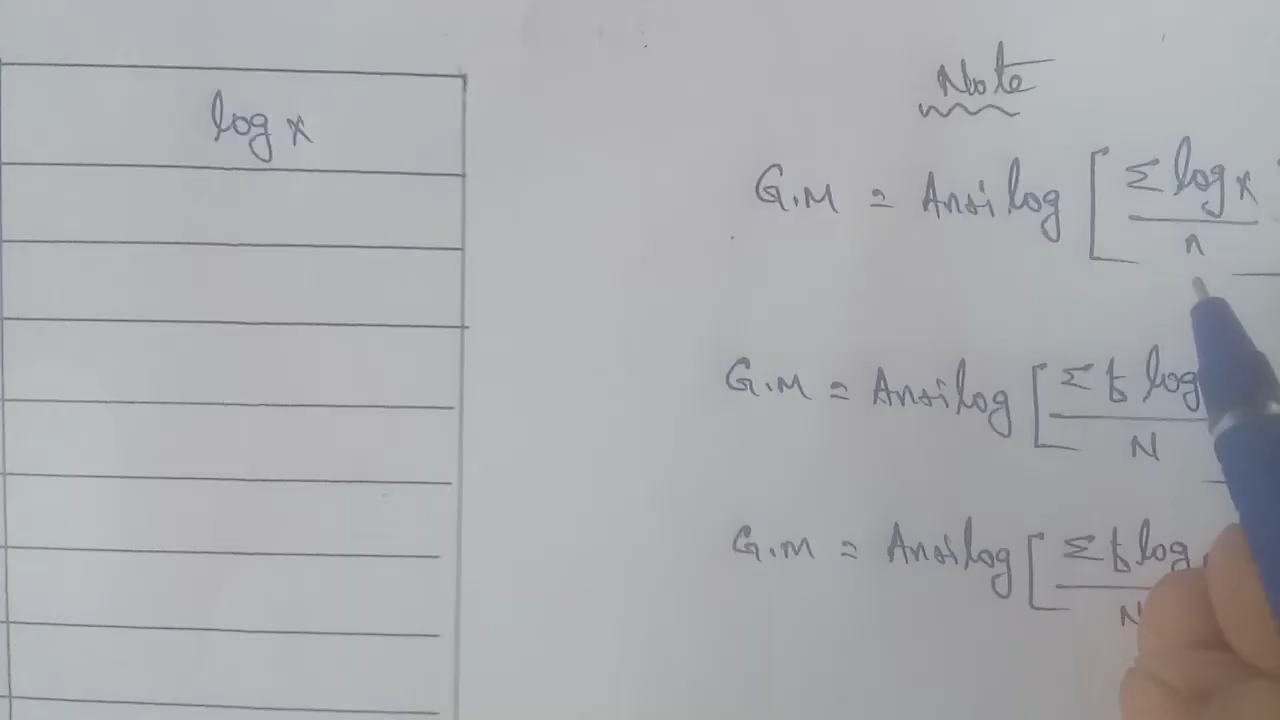 log x
Note
G.M = Antilog [ Σ log x / n
G.M = Antilog [ Σ f log / N
G.M = Antilog [ Σ f log / N